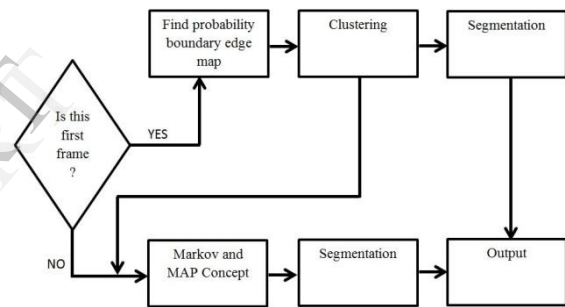 Is this
first
frame
?
YES
NO
Find probability
boundary edge
map
Clustering
Segmentation
Markov and
MAP Concept
Segmentation
Output